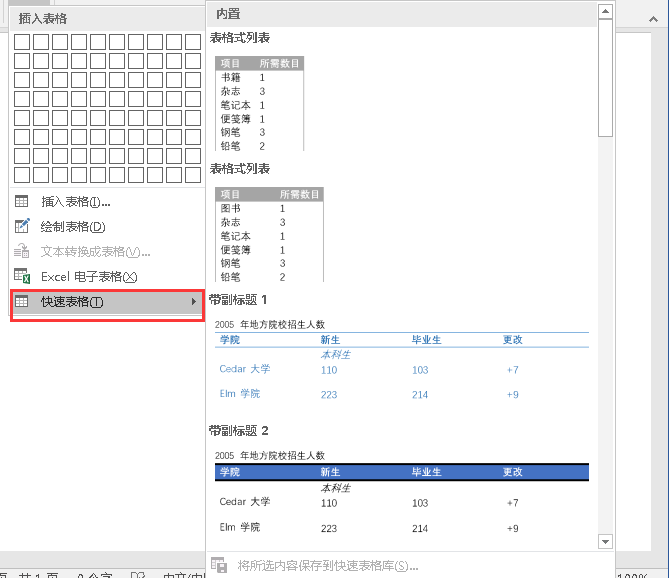 插入表格
插入表格(I)...
绘制表格(D)
文本转换成表格(V)...
Excel 电子表格(X)
快速表格(T)
内置
表格式列表
项目 所需数目
书籍 1
杂志 3
笔记本 1
便笺簿 1
钢笔 3
铅笔 2
表格式列表
项目 所需数目
图书 1
杂志 3
笔记本 1
便笺簿 1
钢笔 3
铅笔 2
带副标题 1
2005 年地方院校招生人数
学院 新生 毕业生 更改
本科生
Cedar 大学 110 103 +7
Elm 学院 223 214 +9
带副标题 2
2005 年地方院校招生人数
学院 新生 毕业生 更改
本科生
Cedar 大学 110 103 +7
Elm 学院 223 214 +9
将所选内容保存到快速表格库(S)...
共 1 页 0 个字 100%